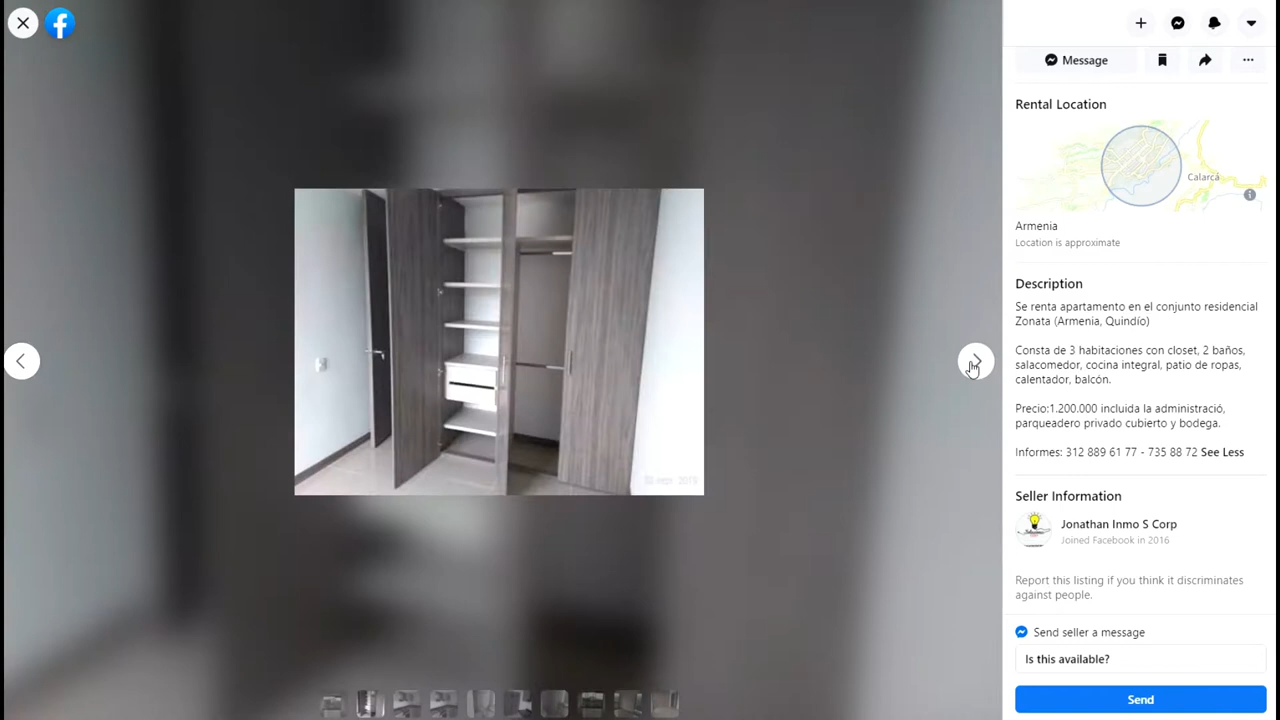 Message
Rental Location
Calarcá
Armenia
Location is approximate
Description
Se renta apartamento en el conjunto residencial
Zonata (Armenia, Quindío)
Consta de 3 habitaciones con closet, 2 baños,
salacomedor, cocina integral, patio de ropas,
calentador, balcón.
Precio:1.200.000 incluida la administració,
parqueadero privado cubierto y bodega.
Informes: 312 889 61 77 - 735 88 72 See Less
Seller Information
Jonathan Inmo S Corp
Joined Facebook in 2016
Report this listing if you think it discriminates
against people.
Send seller a message
Is this available?
Send